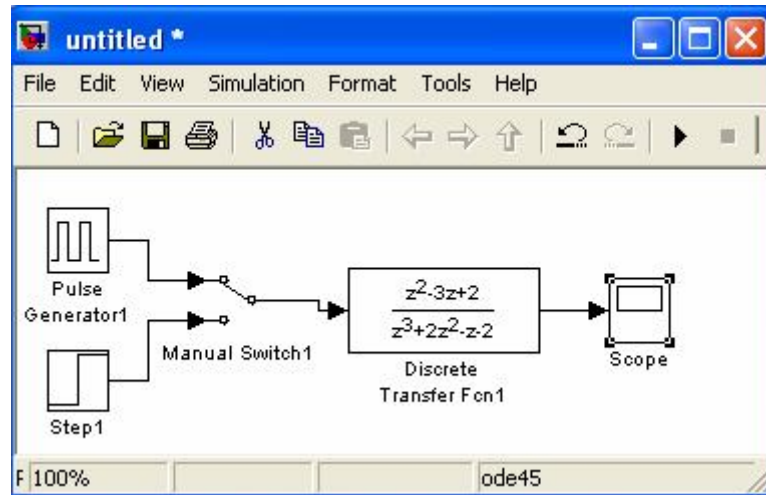 untitled *
File Edit View Simulation Format Tools Help
Pulse
Generator1
Manual Switch1
Step1
z²-3z+2
z³+2z²-z-2
Discrete
Transfer Fcn1
Scope
F 100% ode45